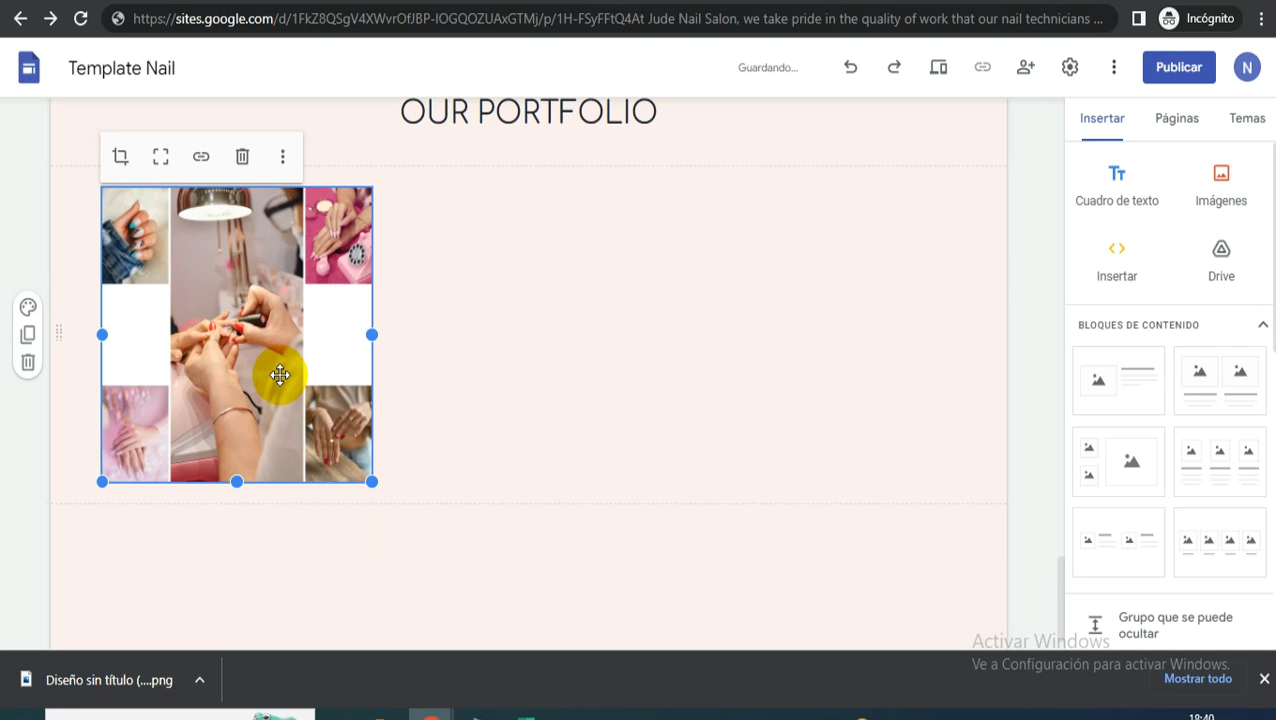 https://sites.google.com/d/1FkZ8QSgV4XWvrOfJBP-IOGQOZUAxGTMj/p/1H-FSyFFtQ4At Jude Nail Salon, we take pride in the quality of work that our nail technicians ...
Incógnito
Template Nail
Guardando...
Publicar
N
OUR PORTFOLIO
Insertar
Páginas
Temas
Tт
Cuadro de texto
Imágenes
Insertar
Drive
BLOQUES DE CONTENIDO
Grupo que se puede
ocultar
Activar Windows
Ve a Configuración para activar Windows.
Diseño sin título (....png
Mostrar todo
18:40